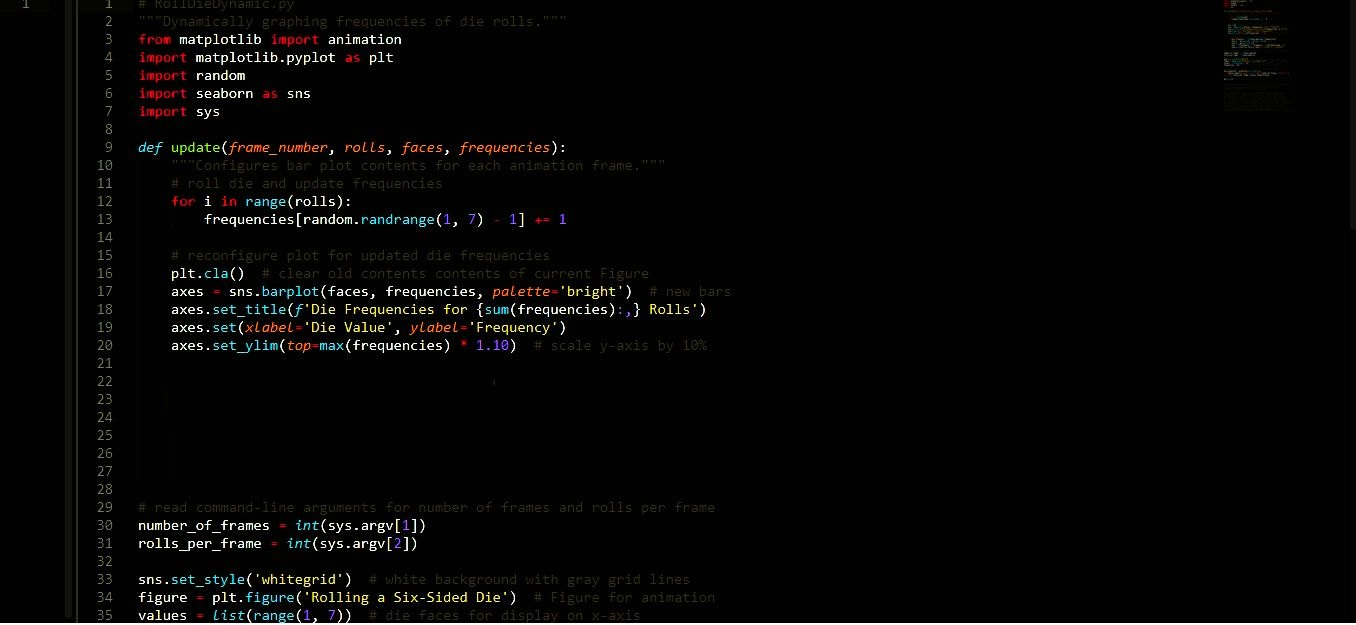 1 1 # RollDieDynamic.py
2 """Dynamically graphing frequencies of die rolls."""
3 from matplotlib import animation
4 import matplotlib.pyplot as plt
5 import random
6 import seaborn as sns
7 import sys
8
9 def update(frame_number, rolls, faces, frequencies):
10 """Configures bar plot contents for each animation frame."""
11 # roll die and update frequencies
12 for i in range(rolls):
13 frequencies[random.randrange(1, 7) - 1] += 1
14
15 # reconfigure plot for updated die frequencies
16 plt.cla() # clear old contents contents of current Figure
17 axes = sns.barplot(faces, frequencies, palette='bright') # new bars
18 axes.set_title(f'Die Frequencies for {sum(frequencies):,} Rolls')
19 axes.set(xlabel='Die Value', ylabel='Frequency')
20 axes.set_ylim(top=max(frequencies) * 1.10) # scale y-axis by 10%
21
22
23
24
25
26
27
28
29 # read command-line arguments for number of frames and rolls per frame
30 number_of_frames = int(sys.argv[1])
31 rolls_per_frame = int(sys.argv[2])
32
33 sns.set_style('whitegrid') # white background with gray grid lines
34 figure = plt.figure('Rolling a Six-Sided Die') # Figure for animation
35 values = list(range(1, 7)) # die faces for display on x-axis